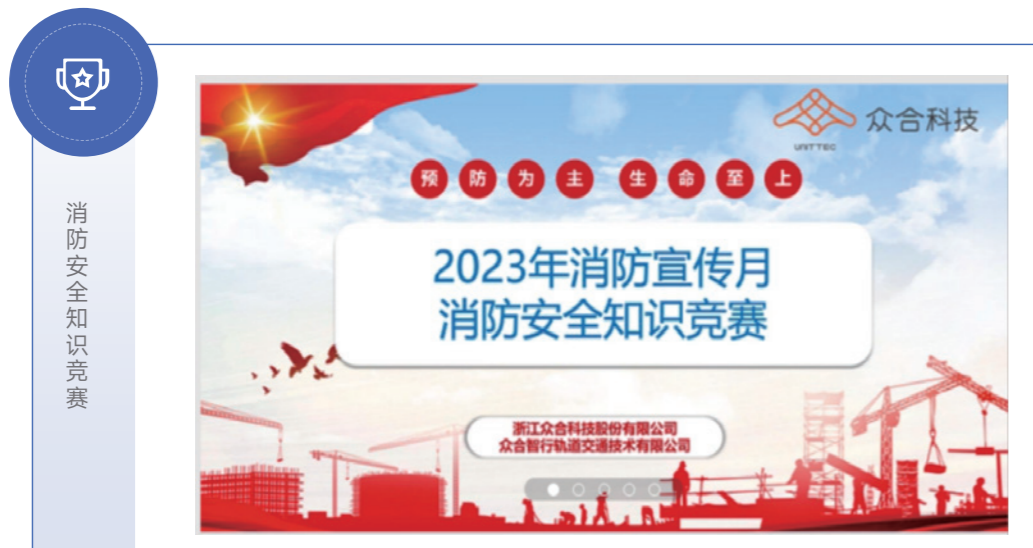 消防安全知识竞赛
众合科技
UNITTEC
预防为主 生命至上
2023年消防宣传月
消防安全知识竞赛
浙江众合科技股份有限公司
众合智行轨道交通技术有限公司